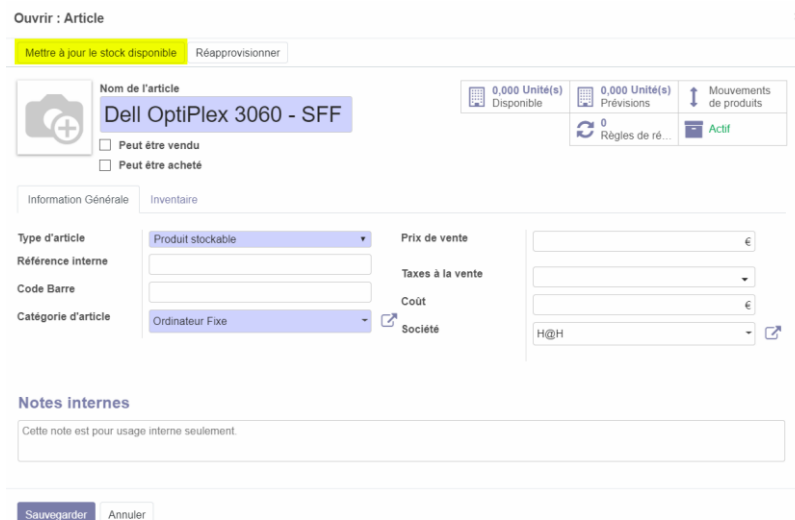 Ouvrir : Article
Mettre à jour le stock disponible Réapprovisionner
Nom de l'article
Dell OptiPlex 3060 - SFF
Peut être vendu
Peut être acheté
0,000 Unité(s)
Disponible
0,000 Unité(s)
Prévisions
Mouvements
de produits
0
Règles de ré...
Actif
Information Générale Inventaire
Type d'article Produit stockable
Référence interne
Code Barre
Catégorie d'article Ordinateur Fixe
Prix de vente €
Taxes à la vente
Coût €
Société H@H
Notes internes
Cette note est pour usage interne seulement.
Sauvegarder Annuler